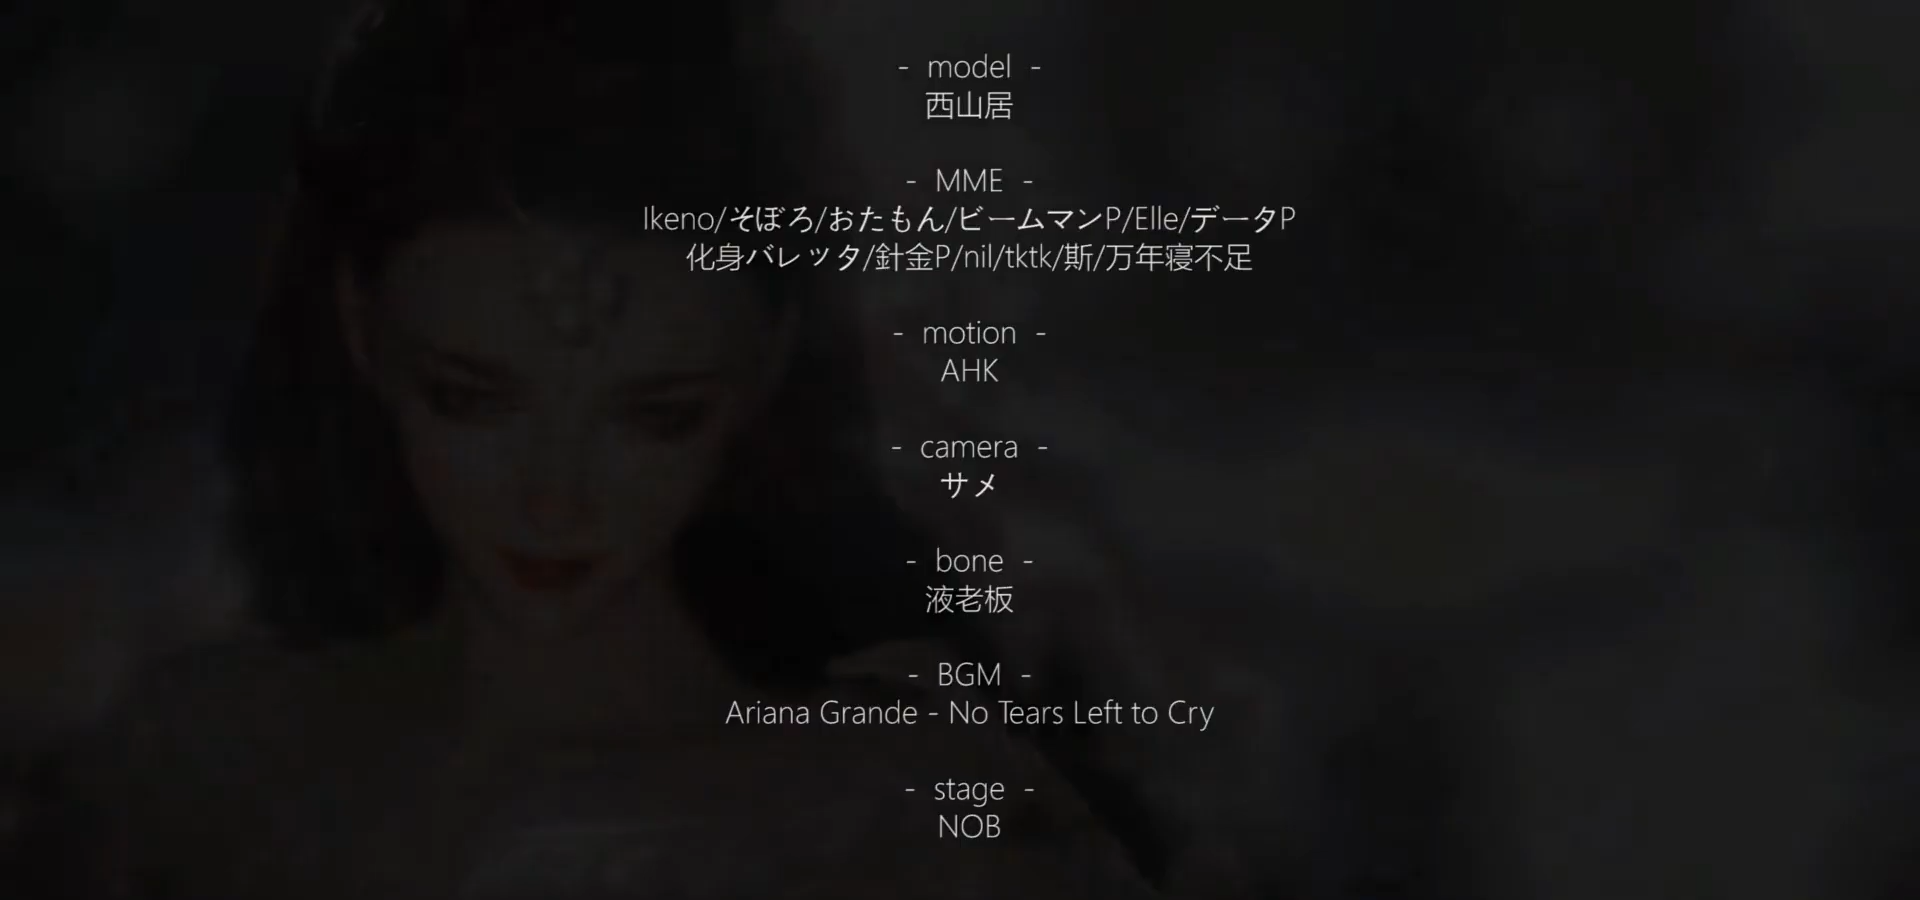 - model -
西山居
- MME -
Ikeno/そぼろ/おたもん/ビームマンP/Elle/データP
化身バレッタ/針金P/nil/tktk/斯/万年寝不足
- motion -
AHK
- camera -
サメ
- bone -
液老板
- BGM -
Ariana Grande - No Tears Left to Cry
- stage -
NOB